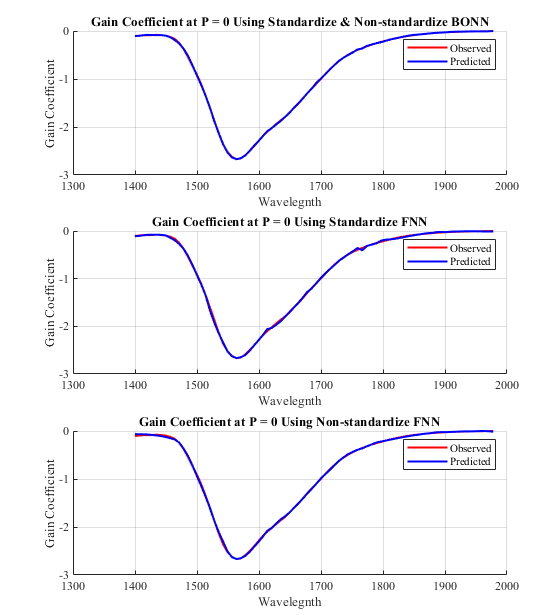 Gain Coefficient at P = 0 Using Standardize & Non-standardize BONN
0
-1
-2
-3
Gain Coefficient
Observed
Predicted
1300 1400 1500 1600 1700 1800 1900 2000
Wavelegnth
Gain Coefficient at P = 0 Using Standardize FNN
0
-1
-2
-3
Gain Coefficient
Observed
Predicted
1300 1400 1500 1600 1700 1800 1900 2000
Wavelegnth
Gain Coefficient at P = 0 Using Non-standardize FNN
0
-1
-2
-3
Gain Coefficient
Observed
Predicted
1300 1400 1500 1600 1700 1800 1900 2000
Wavelegnth